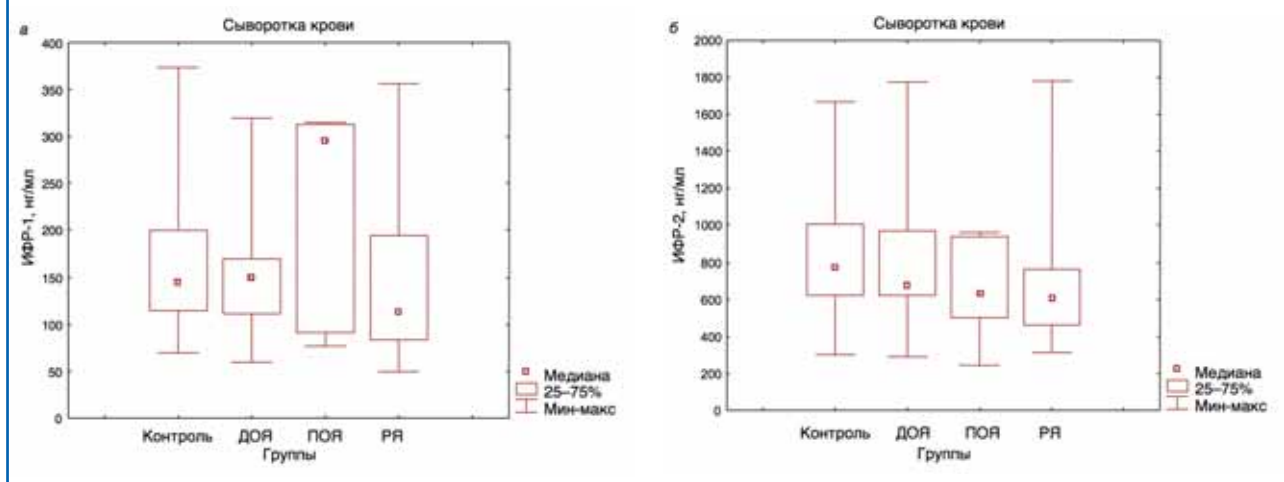 а
Сыворотка крови
ИФР-1, нг/мл
400
350
300
250
200
150
100
50
0
Контроль ДОЯ ПОЯ РЯ
Группы
Медиана
25–75%
Мин-макс
б
Сыворотка крови
ИФР-2, нг/мл
2000
1800
1600
1400
1200
1000
800
600
400
200
0
Контроль ДОЯ ПОЯ РЯ
Группы
Медиана
25–75%
Мин-макс